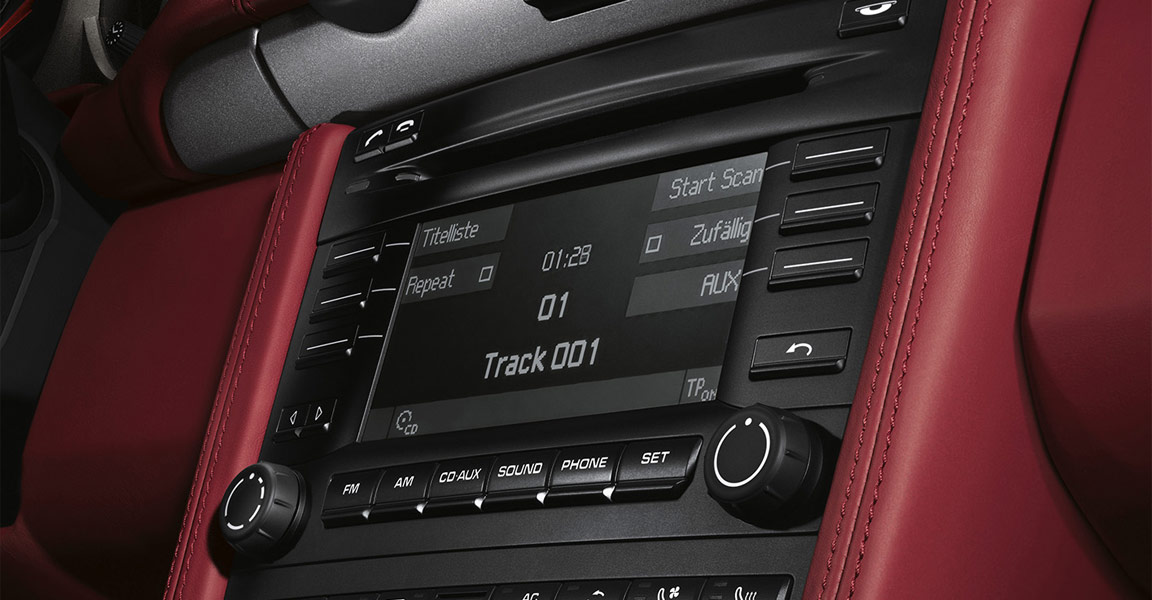 Start Scan
Titelliste
Zufällig
01:28
Repeat
AUX
01
Track 001
TP on
CD
FM
AM
CD·AUX
SOUND
PHONE
SET
AC